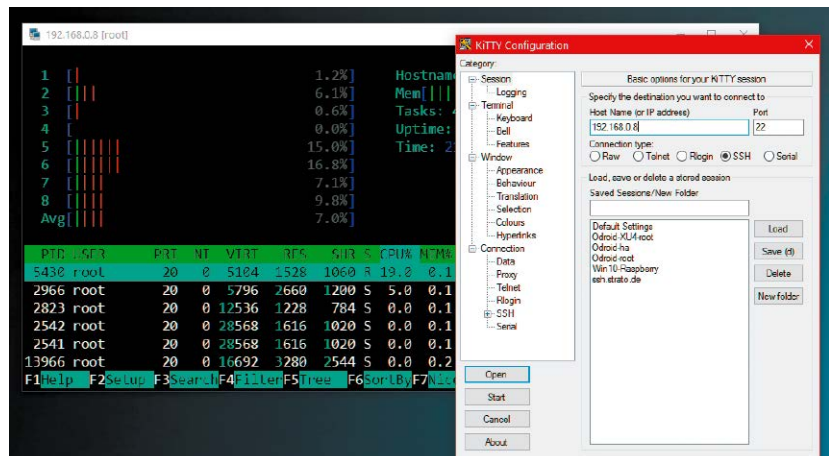 192.168.0.8 [root]
1 [| 1.2%]
2 [||| 6.1%]
3 [| 0.6%]
4 [ 0.0%]
5 [|||||| 15.0%]
6 [|||||| 16.8%]
7 [|||| 7.1%]
8 [|||| 9.8%]
Avg[|||| 7.0%]
Hostname
Mem[|||
Tasks:
Uptime:
Time:
PID USER PRI NI VIRT RES SHR S CPU% MEM%
5430 root 20 0 5104 1528 1060 R 19.0 0.1
2966 root 20 0 5796 2660 1200 S 5.0 0.1
2823 root 20 0 12536 1228 784 S 0.0 0.1
2542 root 20 0 28568 1616 1020 S 0.0 0.1
2541 root 20 0 28568 1616 1020 S 0.0 0.1
13966 root 20 0 16692 3280 2544 S 0.0 0.2
F1Help F2Setup F3SearchF4FilterF5Tree F6SortByF7Nice
KiTTY Configuration
Category:
Session
Logging
Terminal
Keyboard
Bell
Features
Window
Appearance
Behaviour
Translation
Selection
Colours
Hyperlinks
Connection
Data
Proxy
Telnet
Rlogin
SSH
Serial
Open
Start
Cancel
About
Basic options for your KiTTY session
Specify the destination you want to connect to
Host Name (or IP address) Port
192.168.0.8 22
Connection type:
Raw Telnet Rlogin SSH Serial
Load, save or delete a stored session
Saved Sessions/New Folder
Default Settings
Odroid-XU4-root
Odroid-ha
Odroid-root
Win10-Raspberry
ssh.strato.de
Load
Save (d)
Delete
New folder